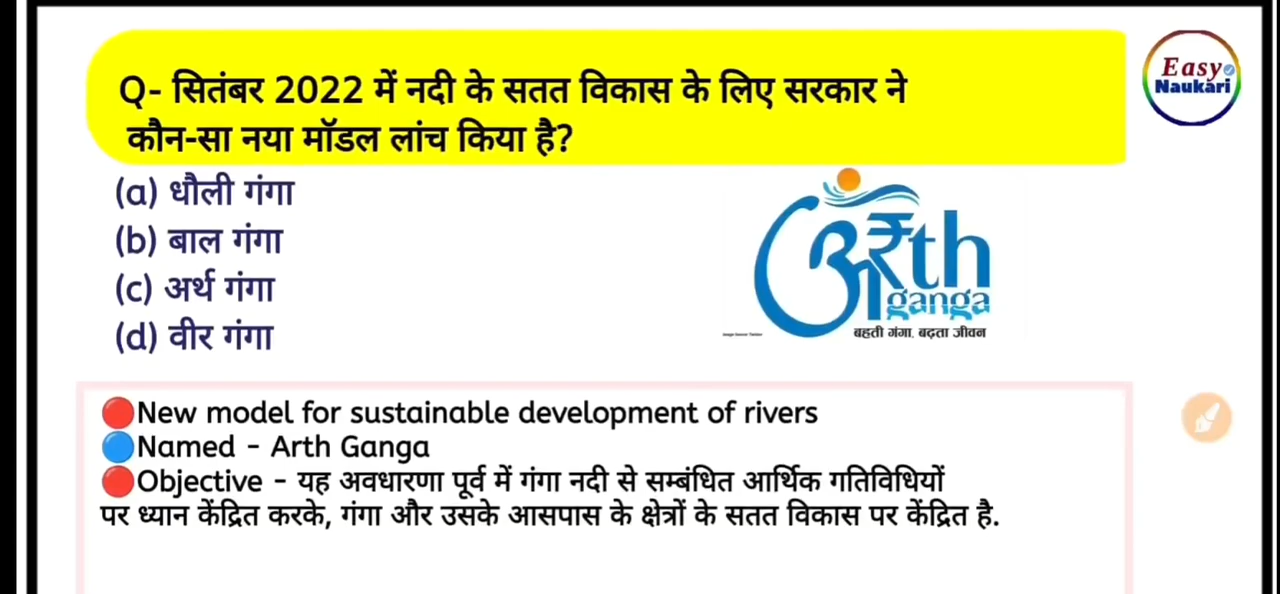 Q- सितंबर 2022 में नदी के सतत विकास के लिए सरकार ने
कौन-सा नया मॉडल लांच किया है?
Easy
Naukari
(a) धौली गंगा
(b) बाल गंगा
(c) अर्थ गंगा
(d) वीर गंगा
अ₹th
ganga
बहती गंगा, बढ़ता जीवन
New model for sustainable development of rivers
Named - Arth Ganga
Objective - यह अवधारणा पूर्व में गंगा नदी से सम्बंधित आर्थिक गतिविधियों
पर ध्यान केंद्रित करके, गंगा और उसके आसपास के क्षेत्रों के सतत विकास पर केंद्रित है.